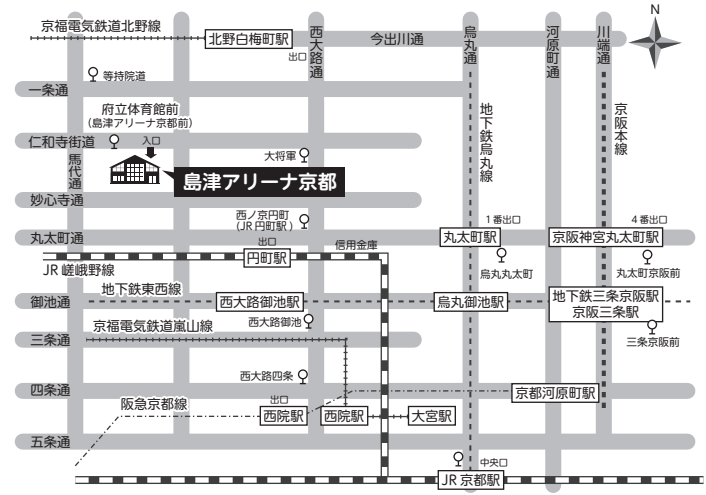 京福電気鉄道北野線
北野白梅町駅
出口
西大路通
今出川通
烏丸通
河原町通
川端通
N
等持院道
一条通
府立体育館前
（島津アリーナ京都前）
地下鉄烏丸線
京阪本線
仁和寺街道
入口
馬代通
大将軍
島津アリーナ京都
妙心寺通
西ノ京円町
（JR円町駅）
1番出口
4番出口
丸太町通
出口
信用金庫
丸太町駅
京阪神宮丸太町駅
円町駅
JR嵯峨野線
烏丸丸太町
丸太町京阪前
地下鉄東西線
御池通
西大路御池駅
烏丸御池駅
地下鉄三条京阪駅
京阪三条駅
京福電気鉄道嵐山線
西大路御池
三条通
三条京阪前
西大路四条
四条通
京都河原町駅
阪急京都線
出口
西院駅
西院駅
大宮駅
五条通
中央口
JR京都駅